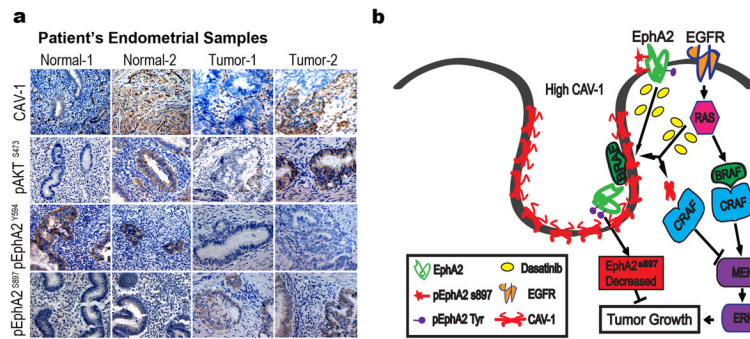 a
Patient's Endometrial Samples
Normal-1 Normal-2 Tumor-1 Tumor-2
CAV-1
pAKT S473
pEphA2 Y594
pEphA2 S897
b
EphA2 EGFR
High CAV-1
RAS
BRAF
BRAF
CRAF
CRAF
MEK
ERK
EphA2 s897
Decreased
Tumor Growth
EphA2
Dasatinib
pEphA2 s897
EGFR
pEphA2 Tyr
CAV-1